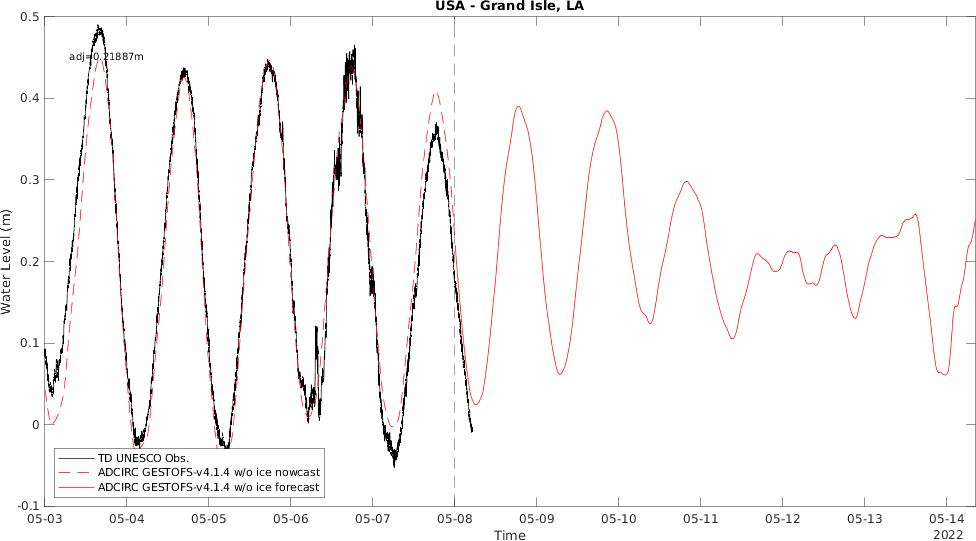 USA - Grand Isle, LA
0.5
adj=0.21887m
0.4
0.3
0.2
0.1
0
-0.1
Water Level (m)
TD UNESCO Obs.
ADCIRC GESTOFS-v4.1.4 w/o ice nowcast
ADCIRC GESTOFS-v4.1.4 w/o ice forecast
05-03 05-04 05-05 05-06 05-07 05-08 05-09 05-10 05-11 05-12 05-13 05-14
Time
2022